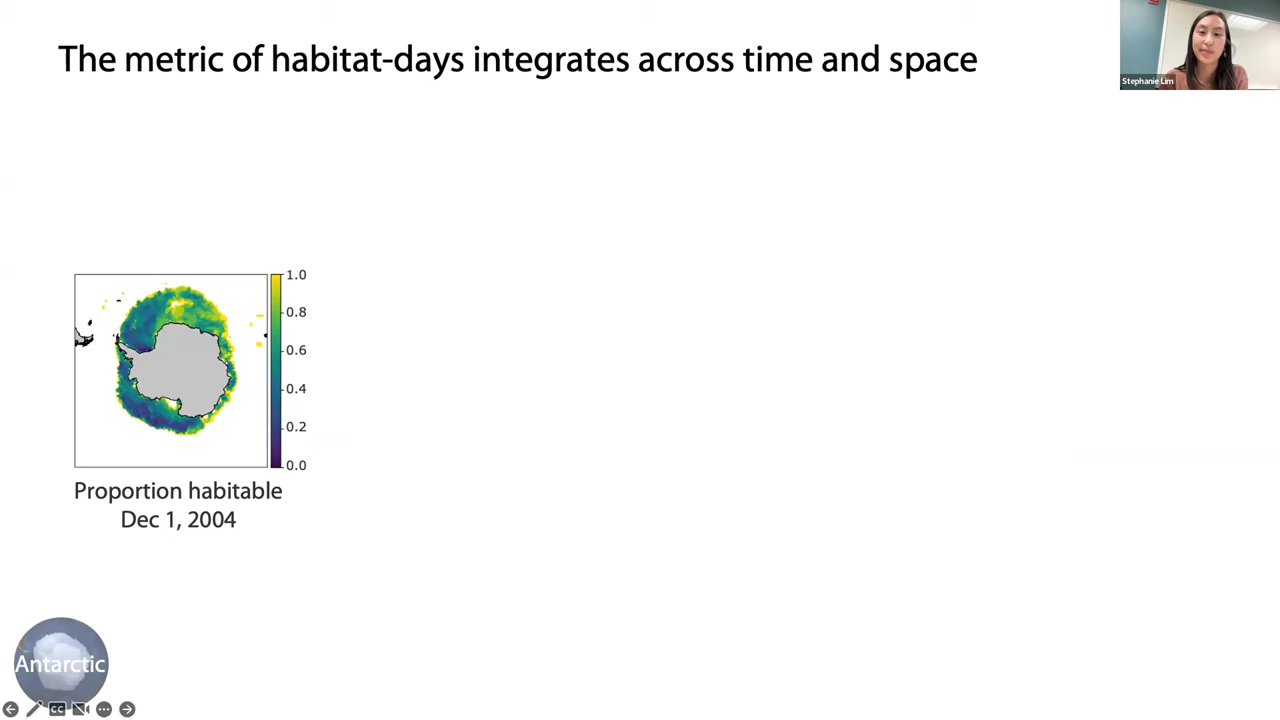 The metric of habitat-days integrates across time and space
Stephanie Lim
1.0
0.8
0.6
0.4
0.2
0.0
Proportion habitable
Dec 1, 2004
Antarctic
CC